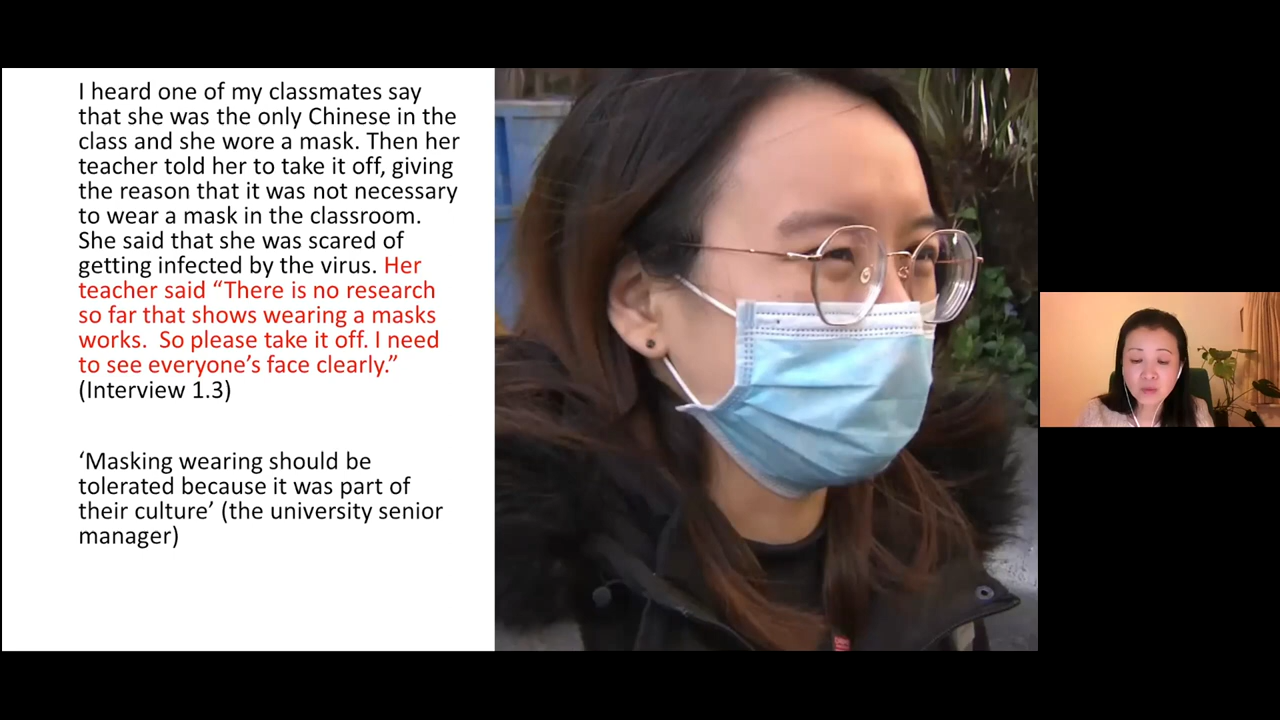 I heard one of my classmates say
that she was the only Chinese in the
class and she wore a mask. Then her
teacher told her to take it off, giving
the reason that it was not necessary
to wear a mask in the classroom.
She said that she was scared of
getting infected by the virus. Her
teacher said “There is no research
so far that shows wearing a masks
works.  So please take it off. I need
to see everyone’s face clearly.”
(Interview 1.3)
‘Masking wearing should be
tolerated because it was part of
their culture’ (the university senior
manager)